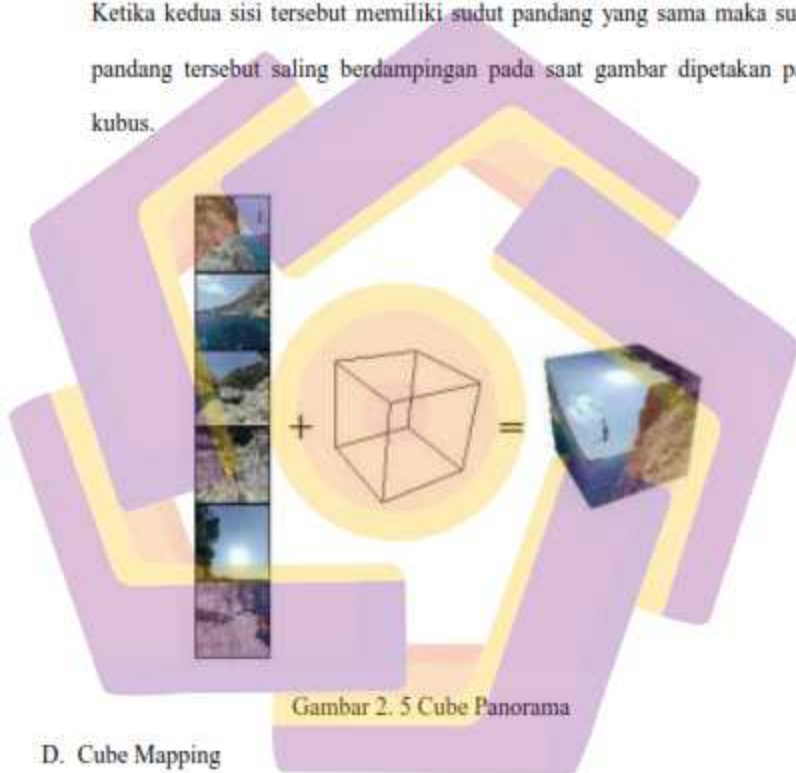 Ketika kedua sisi tersebut memiliki sudut pandang yang sama maka su
pandang tersebut saling berdampingan pada saat gambar dipetakan p
kubus.
+
=
Gambar 2. 5 Cube Panorama
D. Cube Mapping